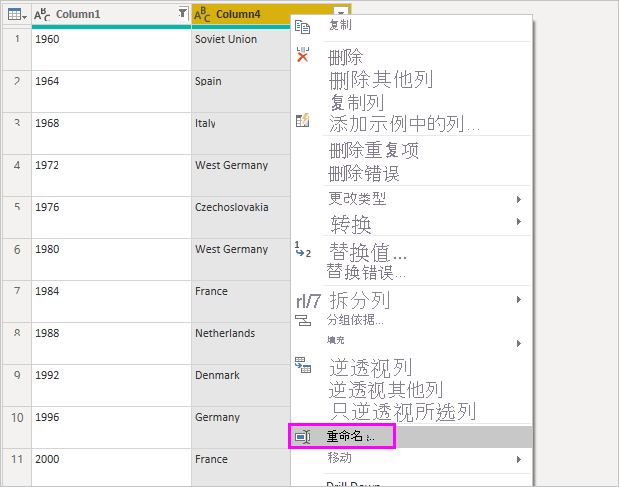 Column1 Column4
1 1960 Soviet Union
2 1964 Spain
3 1968 Italy
4 1972 West Germany
5 1976 Czechoslovakia
6 1980 West Germany
7 1984 France
8 1988 Netherlands
9 1992 Denmark
10 1996 Germany
11 2000 France
复制
删除
删除其他列
复制列
添加示例中的列...
删除重复项
删除错误
更改类型
转换
替换值...
替换错误...
拆分列
分组依据...
填充
逆透视列
逆透视其他列
只逆透视所选列
重命名...
移动
Drill Down